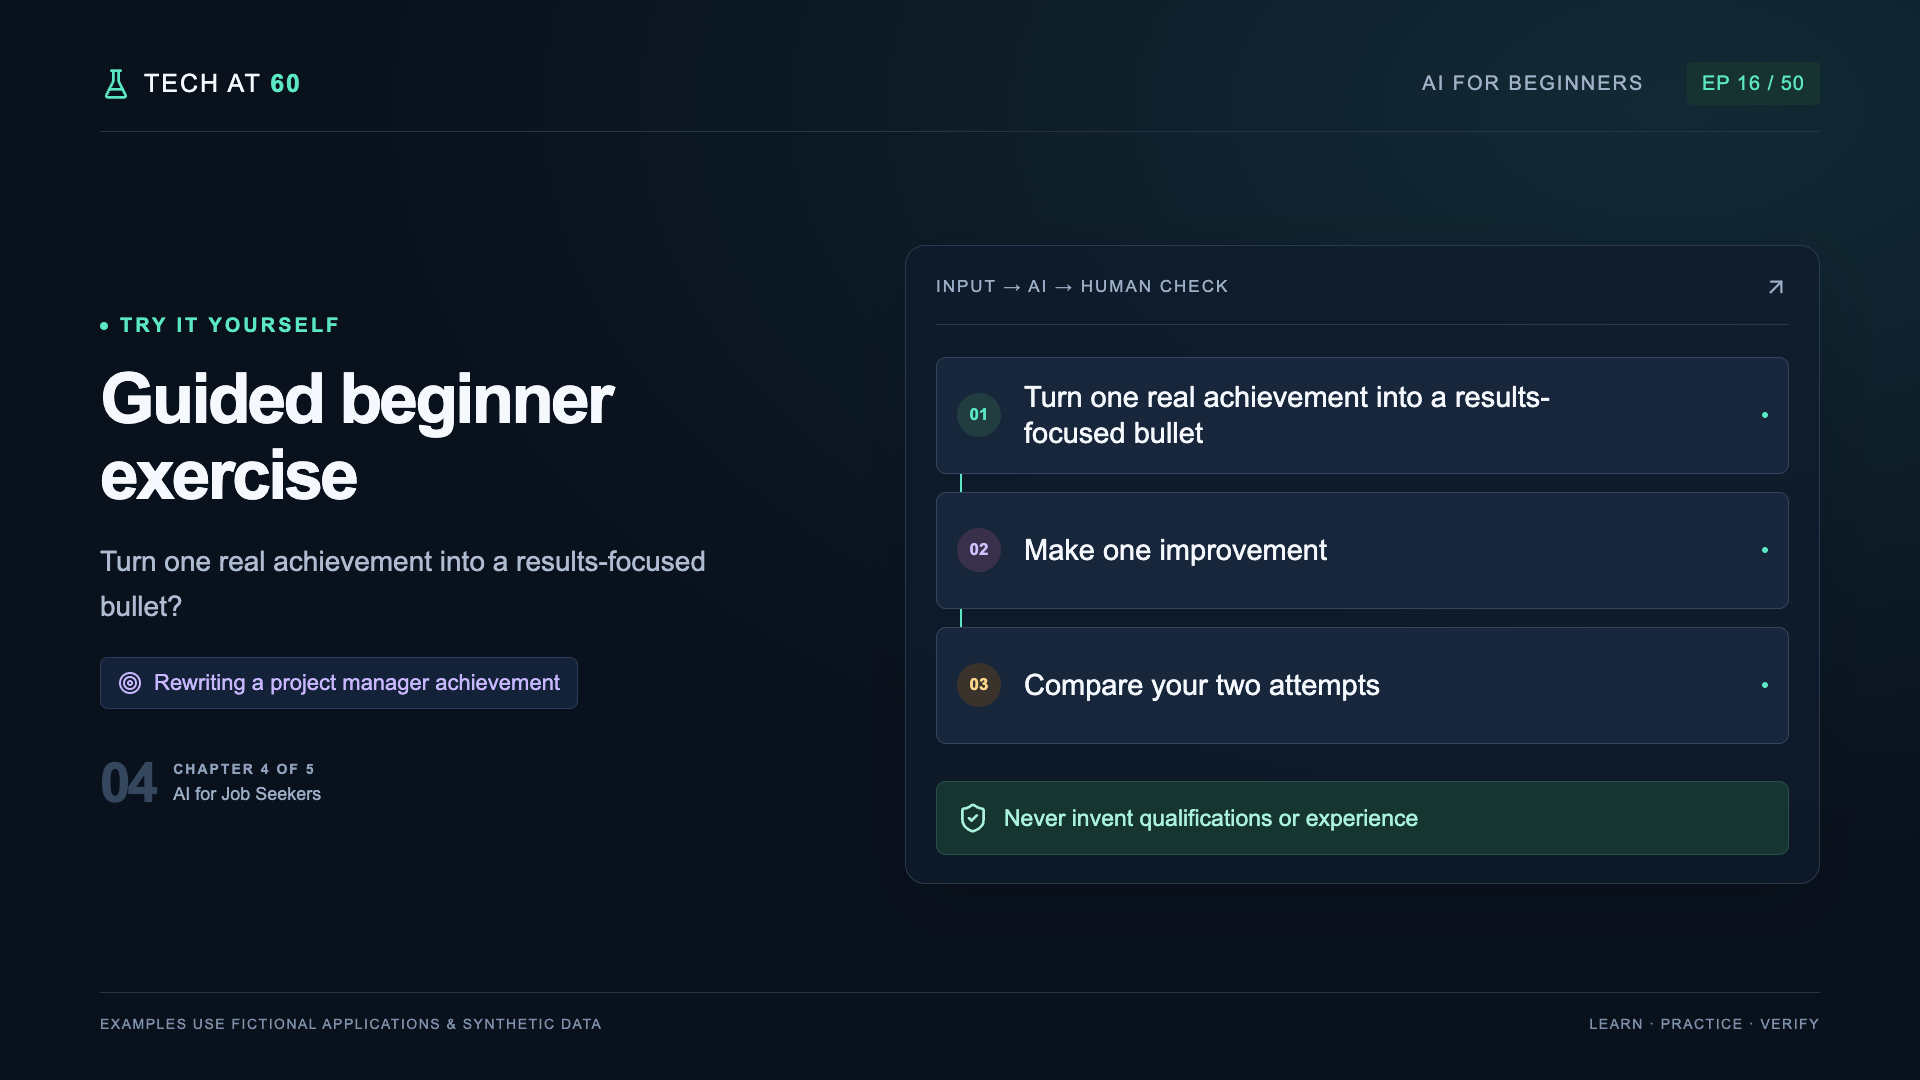 TECH AT 60
AI FOR BEGINNERS
EP 16 / 50
TRY IT YOURSELF
Guided beginner
exercise
Turn one real achievement into a results-focused
bullet?
Rewriting a project manager achievement
04
CHAPTER 4 OF 5
AI for Job Seekers
INPUT → AI → HUMAN CHECK
01
Turn one real achievement into a results-
focused bullet
02
Make one improvement
03
Compare your two attempts
Never invent qualifications or experience
EXAMPLES USE FICTIONAL APPLICATIONS & SYNTHETIC DATA
LEARN · PRACTICE · VERIFY